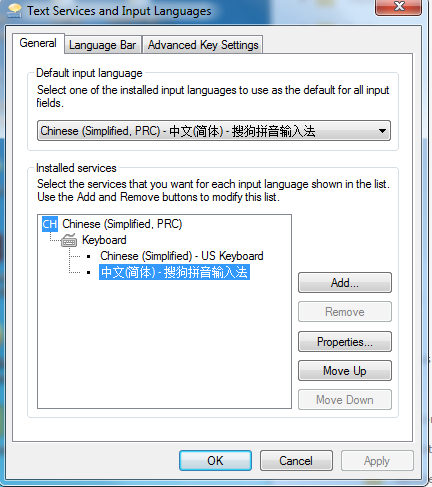 Text Services and Input Languages
General
Language Bar
Advanced Key Settings
Default input language
Select one of the installed input languages to use as the default for all input
fields.
Chinese (Simplified, PRC) - 中文(简体) - 搜狗拼音输入法
Installed services
Select the services that you want for each input language shown in the list.
Use the Add and Remove buttons to modify this list.
CH Chinese (Simplified, PRC)
Keyboard
Chinese (Simplified) - US Keyboard
中文(简体) - 搜狗拼音输入法
Add...
Remove
Properties...
Move Up
Move Down
OK
Cancel
Apply